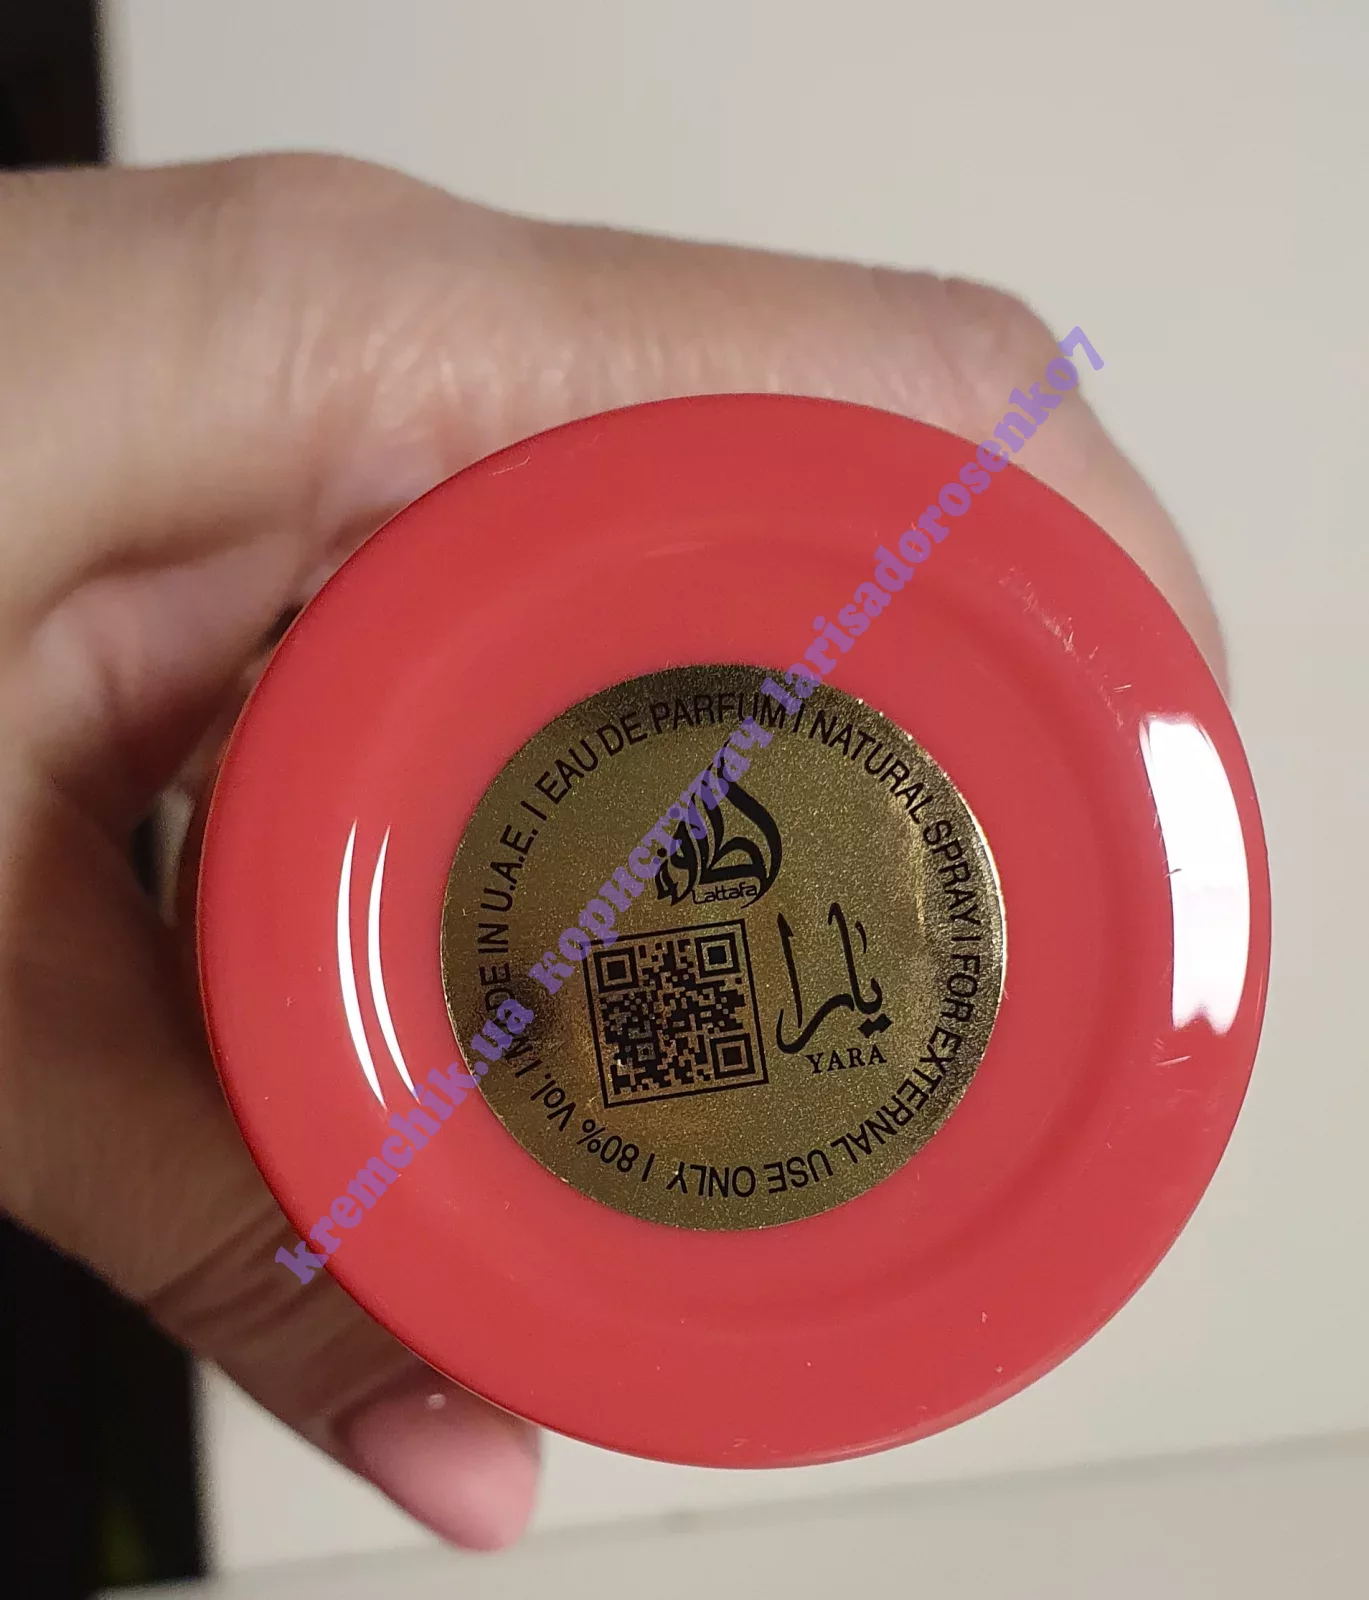 MADE IN U.A.E. | EAU DE PARFUM | NATURAL SPRAY | FOR EXTERNAL USE ONLY | 80% Vol. |
لطافة
Lattafa
يارا
YARA
kremchik.ua користувач larisadorosenko07